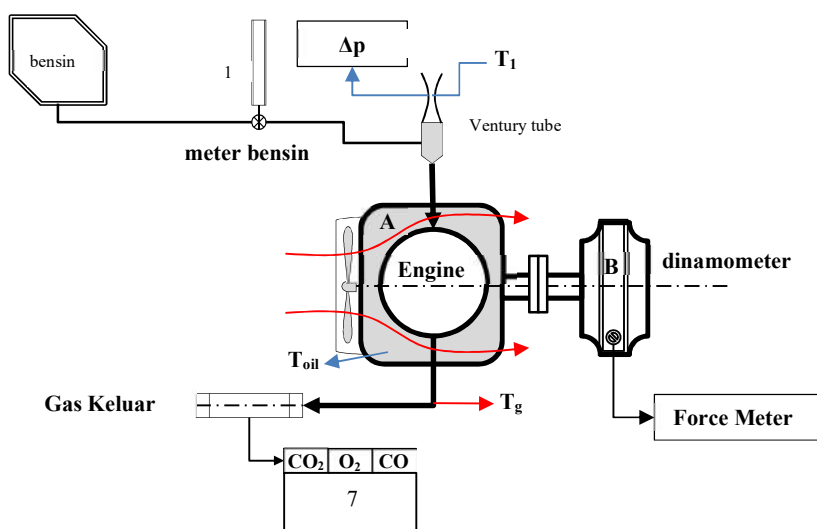 bensin
1
Δp
T1
Ventury tube
meter bensin
A
Engine
B
dinamometer
Toil
Gas Keluar
Tg
Force Meter
CO2 O2 CO
7